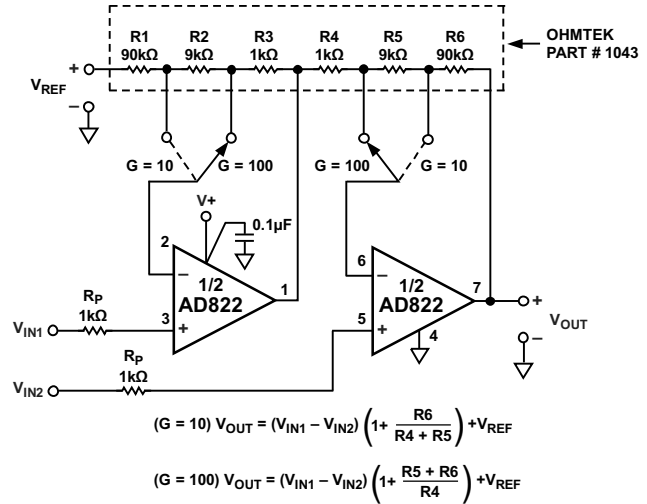 R1 R2 R3 R4 R5 R6
90kΩ 9kΩ 1kΩ 1kΩ 9kΩ 90kΩ
OHMTEK
PART # 1043
+
VREF
–
G = 10 G = 100
G = 100 G = 10
V+
0.1µF
2
–
1/2
AD822
1
3
+
6
–
1/2
AD822
7
5
+
4
+
VOUT
–
RP
1kΩ
VIN1
RP
1kΩ
VIN2
(G = 10) VOUT = (VIN1 – VIN2) (1+ R6 / R4 + R5) +VREF
(G = 100) VOUT = (VIN1 – VIN2) (1+ R5 + R6 / R4) +VREF